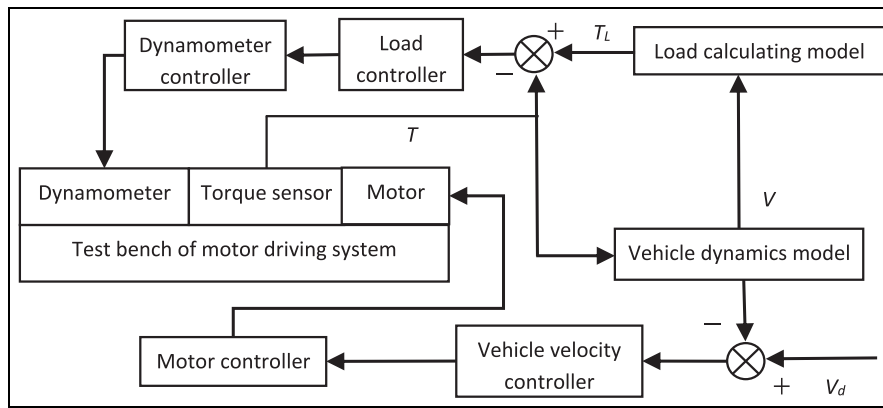 Dynamometer
controller
Load
controller
+
−
T_L
Load calculating model
T
Dynamometer
Torque sensor
Motor
Test bench of motor driving system
V
Vehicle dynamics model
−
Motor controller
Vehicle velocity
controller
+
V_d